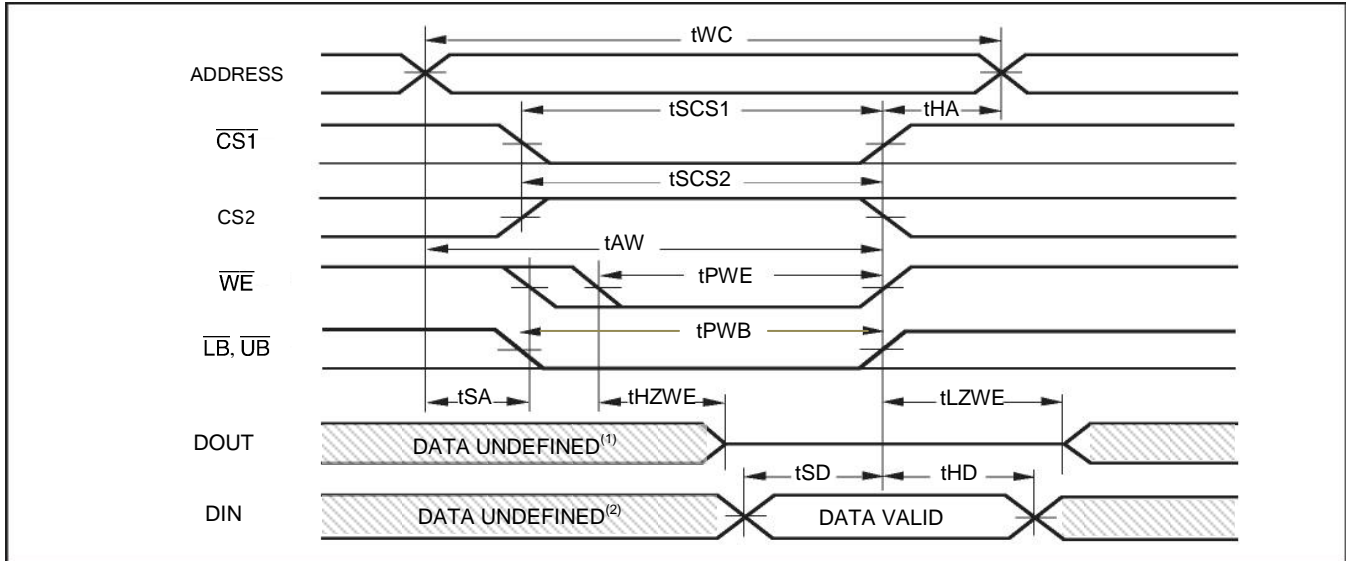 tWC
ADDRESS
tSCS1
tHA
CS1
tSCS2
CS2
tAW
WE
tPWE
LB, UB
tPWB
tSA
tHZWE
tLZWE
DOUT
DATA UNDEFINED(1)
tSD
tHD
DIN
DATA UNDEFINED(2)
DATA VALID